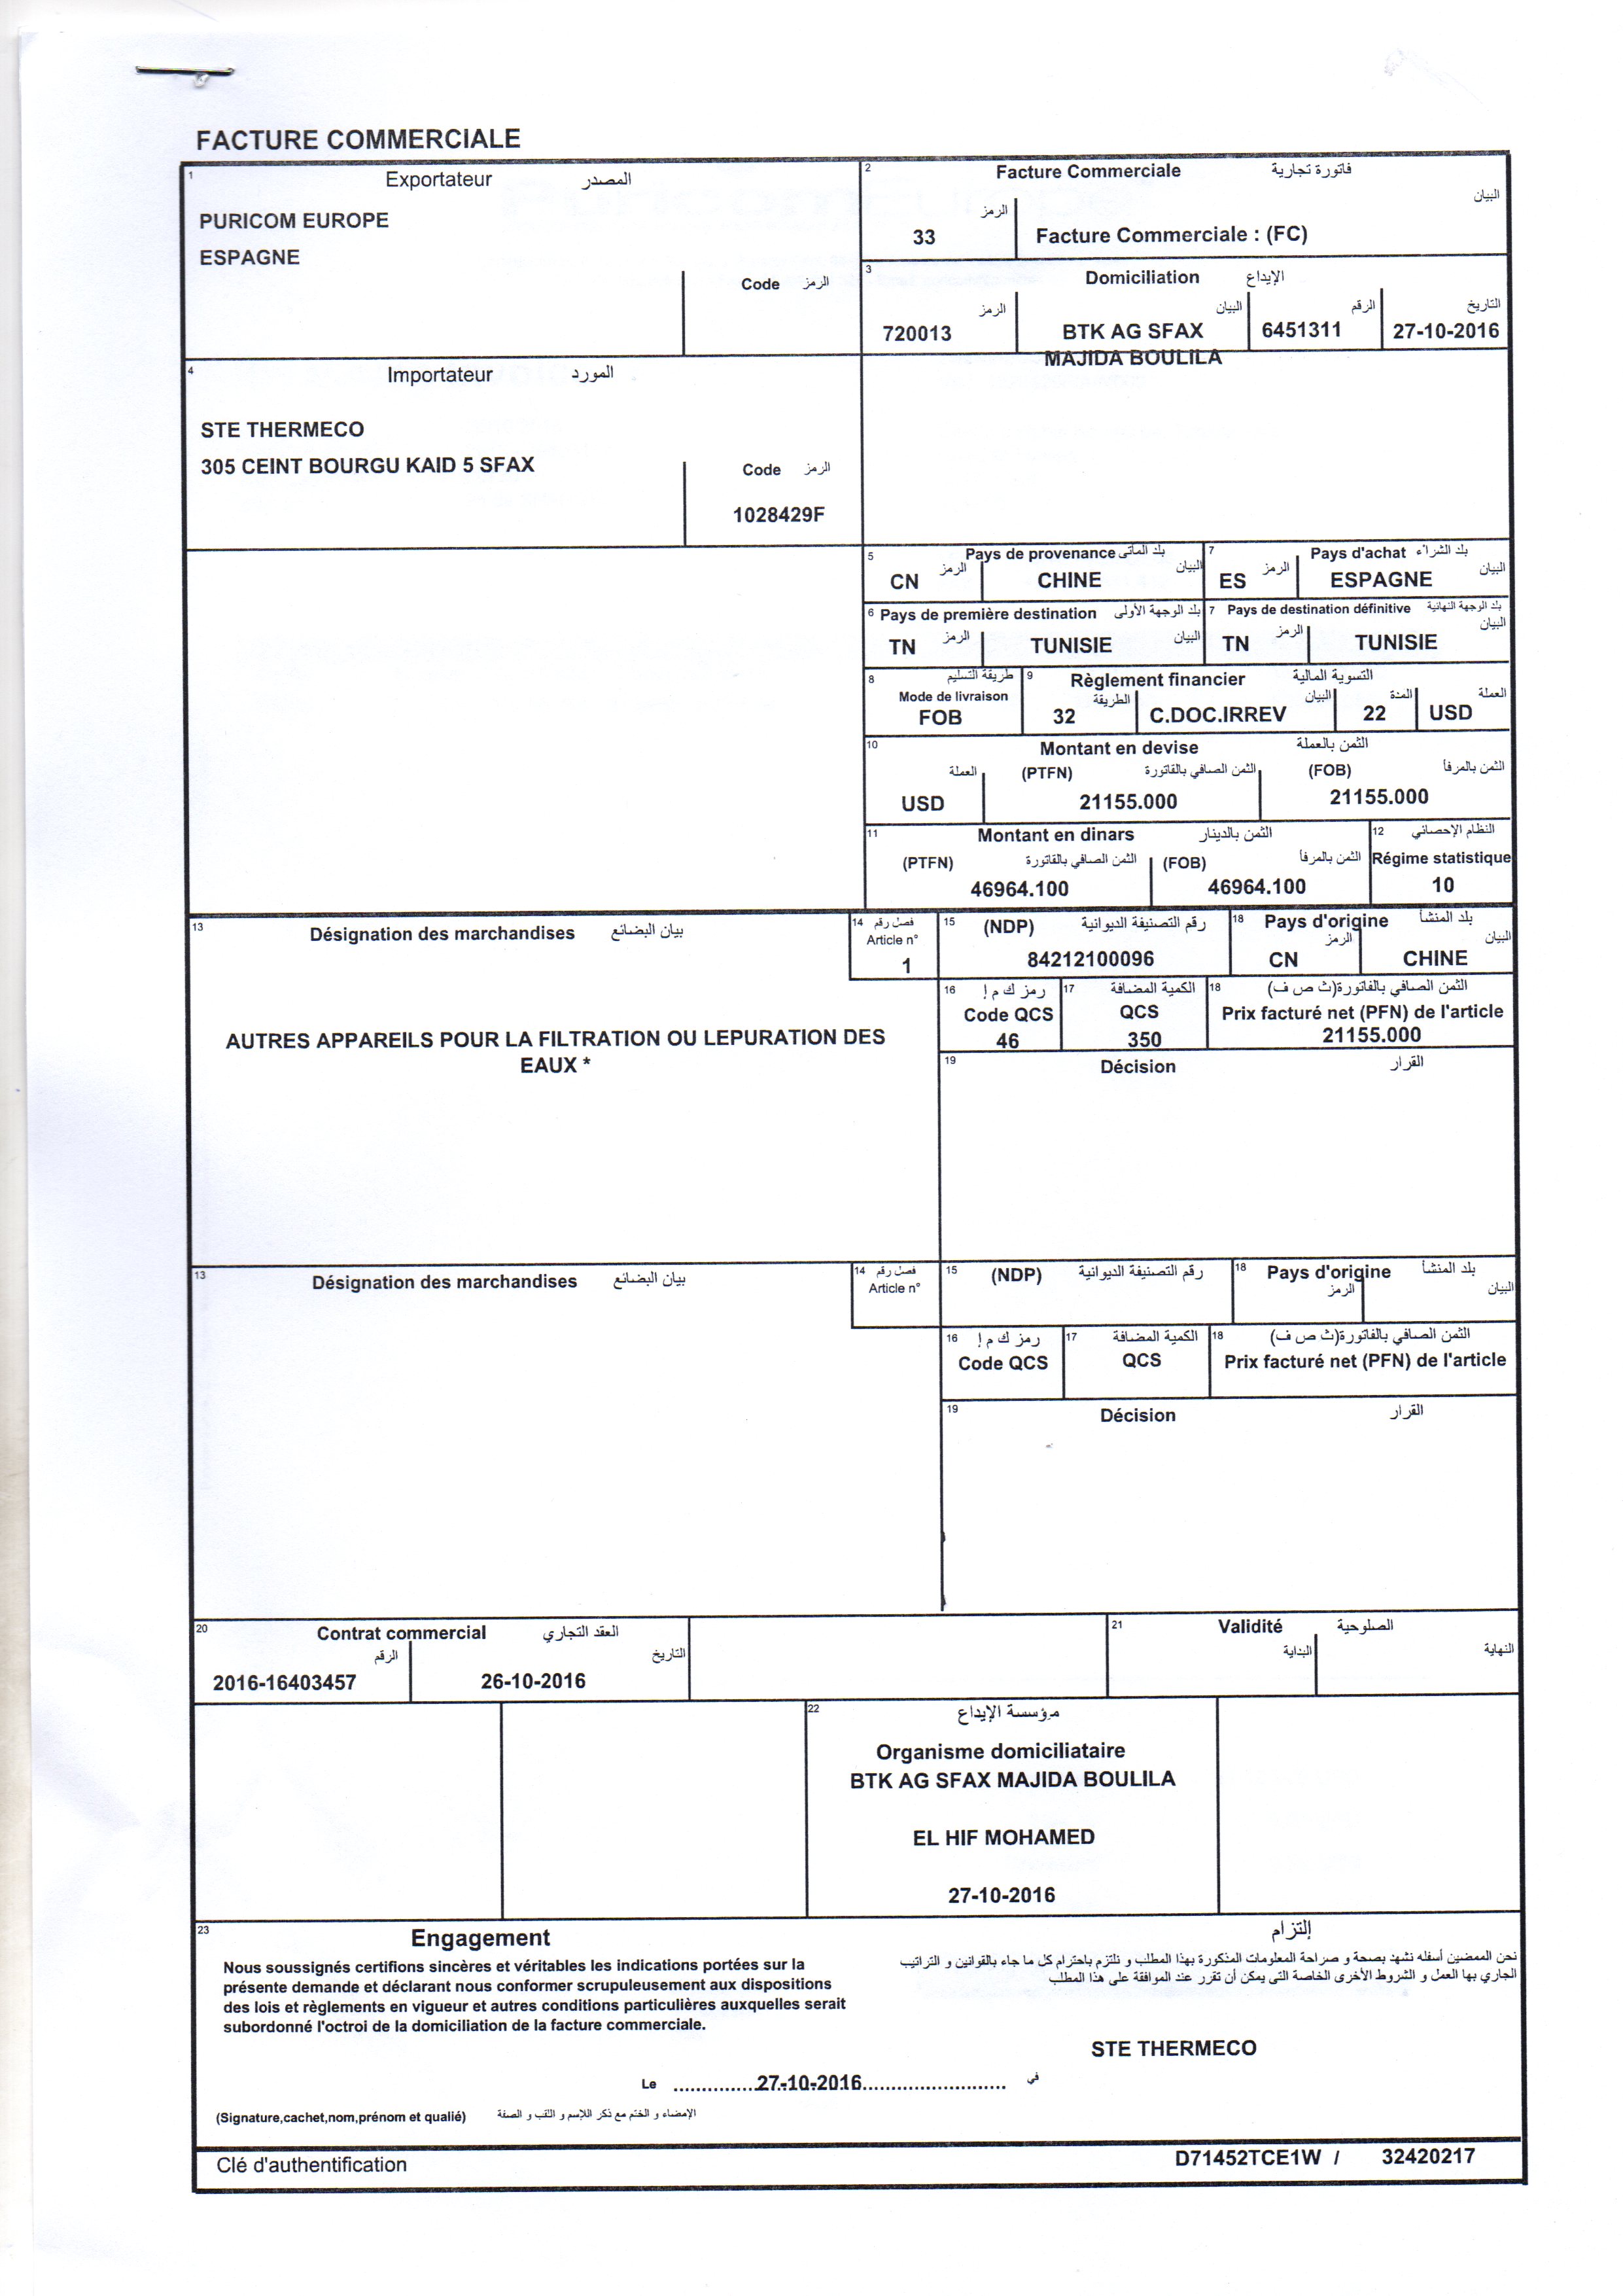 FACTURE COMMERCIALE
1 Exportateur المصدر
PURICOM EUROPE
ESPAGNE
Code الرمز
2 Facture Commerciale فاتورة تجارية
الرمز البيان
33 Facture Commerciale : (FC)
3 Domiciliation الإيداع
الرمز البيان الرقم التاريخ
720013 BTK AG SFAX 6451311 27-10-2016
MAJIDA BOULILA
4 Importateur المورد
STE THERMECO
305 CEINT BOURGU KAID 5 SFAX
Code الرمز
1028429F
5 Pays de provenance بلد المأتى
CN الرمز CHINE البيان
7 Pays d'achat بلد الشراء
ES الرمز ESPAGNE البيان
6 Pays de première destination بلد الوجهة الأولى
TN الرمز TUNISIE البيان
7 Pays de destination définitive بلد الوجهة النهائية
TN الرمز TUNISIE البيان
8 طريقة التسليم
Mode de livraison
FOB
9 Règlement financier التسوية المالية
الطريقة البيان المدة العملة
32 C.DOC.IRREV 22 USD
10 Montant en devise الثمن بالعملة
العملة (PTFN) الثمن الصافي بالفاتورة (FOB) الثمن بالمرفأ
USD 21155.000 21155.000
11 Montant en dinars الثمن بالدينار
(PTFN) الثمن الصافي بالفاتورة (FOB) الثمن بالمرفأ
46964.100 46964.100
12 النظام الإحصائي
Régime statistique
10
13 Désignation des marchandises بيان البضائع
14 فصل رقم
Article n°
1
15 (NDP) رقم التصنيفة الديوانية
84212100096
18 Pays d'origine بلد المنشأ
الرمز البيان
CN CHINE
16 رمز ك م إ
Code QCS
46
17 الكمية المضافة
QCS
350
18 الثمن الصافي بالفاتورة(ث ص ف)
Prix facturé net (PFN) de l'article
21155.000
AUTRES APPAREILS POUR LA FILTRATION OU LEPURATION DES
EAUX *
19 Décision القرار
13 Désignation des marchandises بيان البضائع
14 فصل رقم
Article n°
15 (NDP) رقم التصنيفة الديوانية
18 Pays d'origine بلد المنشأ
الرمز البيان
16 رمز ك م إ
Code QCS
17 الكمية المضافة
QCS
18 الثمن الصافي بالفاتورة(ث ص ف)
Prix facturé net (PFN) de l'article
19 Décision القرار
20 Contrat commercial العقد التجاري
الرقم التاريخ
2016-16403457 26-10-2016
21 Validité الصلوحية
البداية النهاية
22 مؤسسة الإيداع
Organisme domiciliataire
BTK AG SFAX MAJIDA BOULILA
EL HIF MOHAMED
27-10-2016
23 Engagement إلتزام
Nous soussignés certifions sincères et véritables les indications portées sur la
présente demande et déclarant nous conformer scrupuleusement aux dispositions
des lois et règlements en vigueur et autres conditions particulières auxquelles serait
subordonné l'octroi de la domiciliation de la facture commerciale.
نحن الممضين أسفله نشهد بصحة و صراحة المعلومات المذكورة بهذا المطلب و نلتزم باحترام كل ما جاء بالقوانين و التراتيب
الجاري بها العمل و الشروط الأخرى الخاصة التي يمكن أن تقرر عند الموافقة على هذا المطلب
STE THERMECO
Le ..............27-10-2016......................... في
(Signature,cachet,nom,prénom et qualié) الإمضاء و الختم مع ذكر اللإسم و اللقب و الصفة
Clé d'authentification D71452TCE1W / 32420217